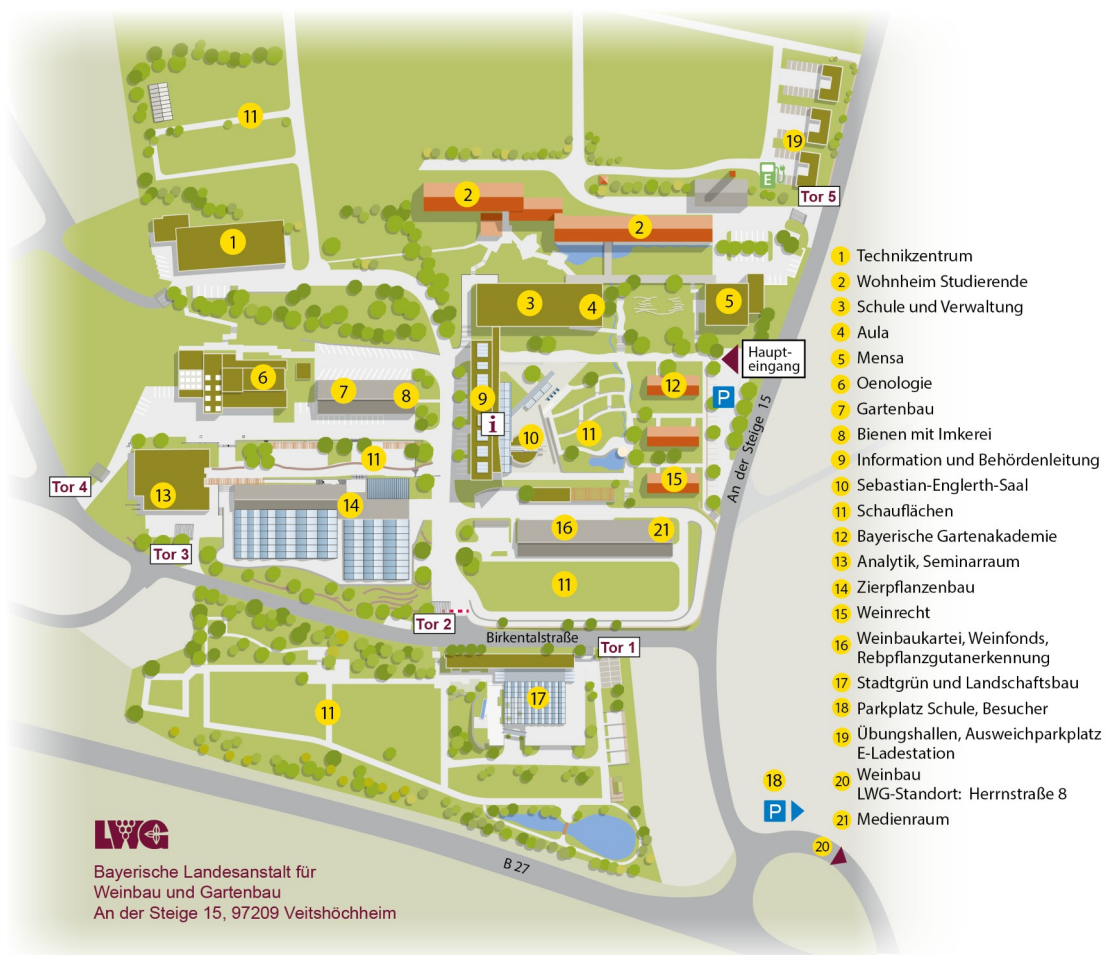 11
19
E
Tor 5
2
2
1
3
4
5
Haupt-
eingang
12
P
6
7
8
9
i
10
11
11
An der Steige 15
Tor 4
13
15
14
16
21
Tor 3
11
Tor 2
Birkentalstraße
Tor 1
17
11
B 27
18
P
20
1 Technikzentrum
2 Wohnheim Studierende
3 Schule und Verwaltung
4 Aula
5 Mensa
6 Oenologie
7 Gartenbau
8 Bienen mit Imkerei
9 Information und Behördenleitung
10 Sebastian-Englerth-Saal
11 Schauflächen
12 Bayerische Gartenakademie
13 Analytik, Seminarraum
14 Zierpflanzenbau
15 Weinrecht
16 Weinbaukartei, Weinfonds,
Rebpflanzgutanerkennung
17 Stadtgrün und Landschaftsbau
18 Parkplatz Schule, Besucher
19 Übungshallen, Ausweichparkplatz
E-Ladestation
20 Weinbau
LWG-Standort: Herrnstraße 8
21 Medienraum
LWG
Bayerische Landesanstalt für
Weinbau und Gartenbau
An der Steige 15, 97209 Veitshöchheim